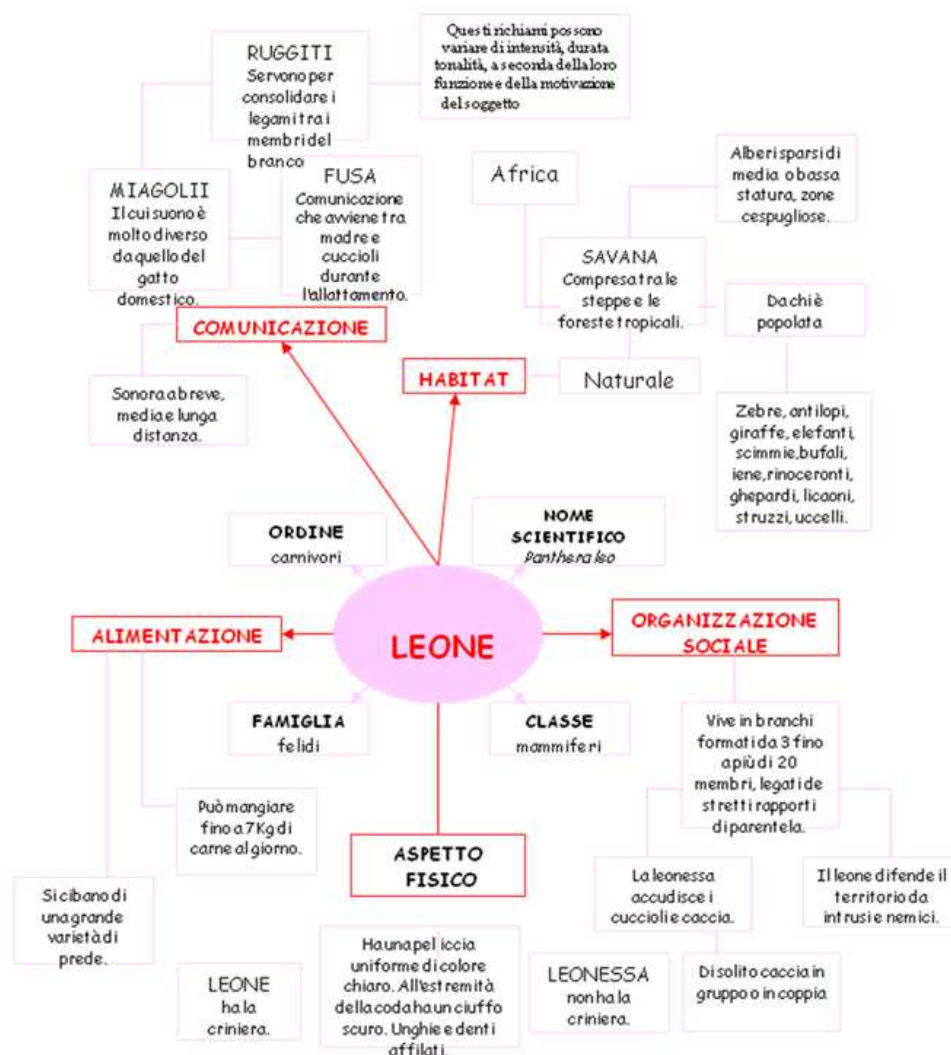 RUGGITI
Servono per
consolidare i
legami tra i
membri del
branco
Questi richiami possono
variare di intensità, durata
tonalità, a seconda della loro
funzione e della motivazione
del soggetto
MIAGOLII
Il cui suono è
molto diverso
da quello del
gatto
domestico.
FUSA
Comunicazione
che avviene tra
madre e
cuccioli
durante
l'allattamento.
Africa
Alberi sparsi di
media o bassa
statura, zone
cespugliose.
SAVANA
Compresa tra le
steppe e le
foreste tropicali.
Da chi è
popolata
COMUNICAZIONE
HABITAT
Naturale
Sonora a breve,
media e lunga
distanza.
Zebre, antilopi,
giraffe, elefanti,
scimmie, bufali,
iene, rinoceronti,
ghepardi, licaoni,
struzzi, uccelli.
ORDINE
carnivori
NOME
SCIENTIFICO
Panthera leo
ALIMENTAZIONE
LEONE
ORGANIZZAZIONE
SOCIALE
FAMIGLIA
felidi
CLASSE
mammiferi
Vive in branchi
formati da 3 fino
a più di 20
membri, legati de
stretti rapporti
di parentela.
Può mangiare
fino a 7Kg di
carne al giorno.
ASPETTO
FISICO
La leonessa
accudisce i
cuccioli e caccia.
Il leone difende il
territorio da
intrusi e nemici.
Si cibano di
una grande
varietà di
prede.
LEONE
ha la
criniera.
Ha una pelliccia
uniforme di colore
chiaro. All'estremità
della coda ha un ciuffo
scuro. Unghie e denti
affilati.
LEONESSA
non ha la
criniera.
Di solito caccia in
gruppo o in coppia